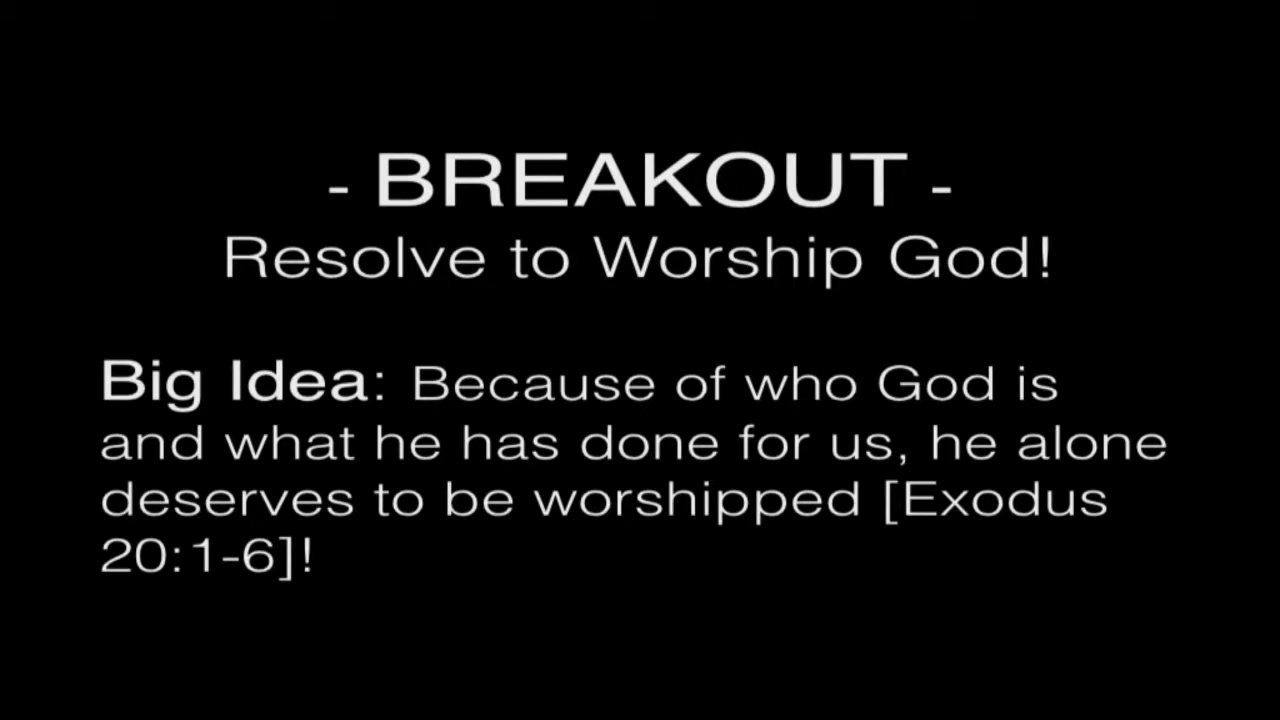 - BREAKOUT -
Resolve to Worship God!
Big Idea: Because of who God is
and what he has done for us, he alone
deserves to be worshipped [Exodus
20:1-6]!